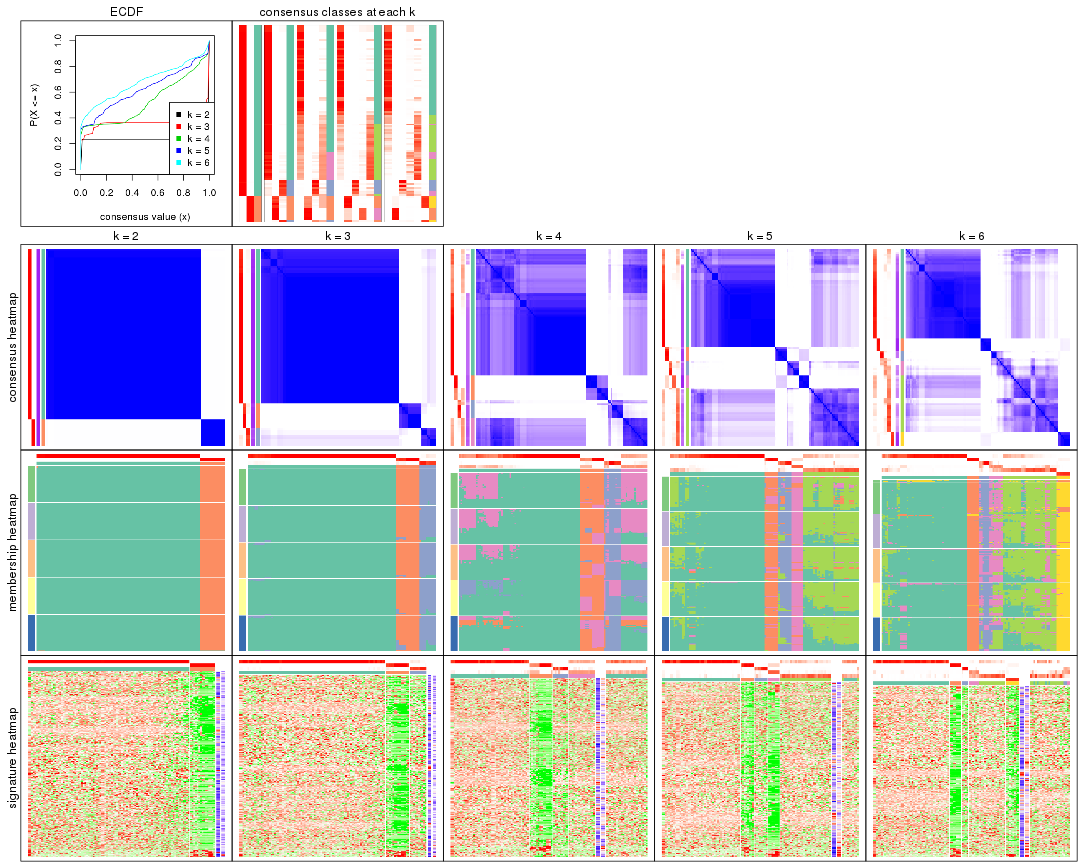 ECDF
consensus classes at each k
P(X <= x)
1.0
0.8
0.6
0.4
0.2
0.0
k = 2
k = 3
k = 4
k = 5
k = 6
0.0 0.2 0.4 0.6 0.8 1.0
consensus value (x)
k = 2 k = 3 k = 4 k = 5 k = 6
consensus heatmap
membership heatmap
signature heatmap